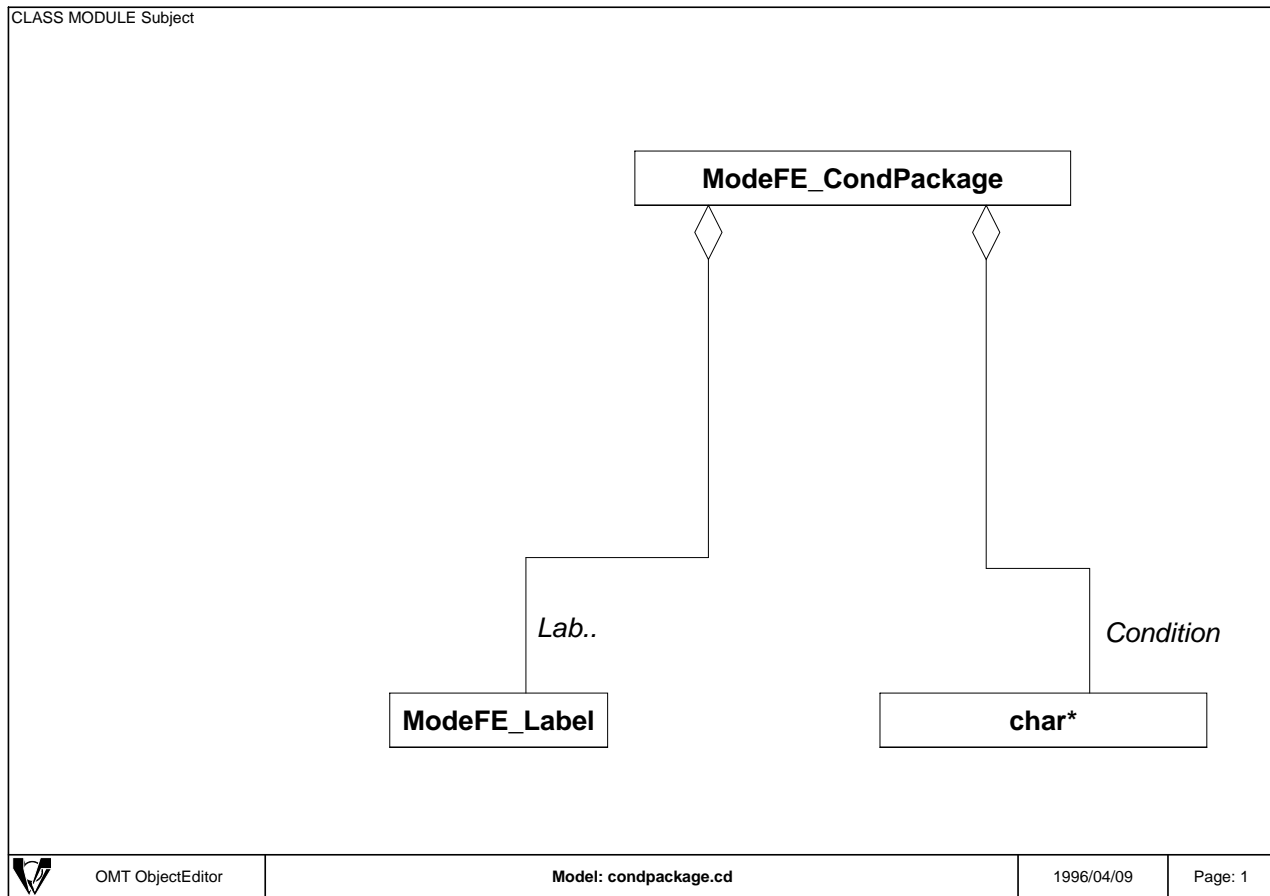 CLASS MODULE Subject
ModeFE_CondPackage
Lab..
Condition
ModeFE_Label
char*
OMT ObjectEditor
Model: condpackage.cd
1996/04/09
Page: 1